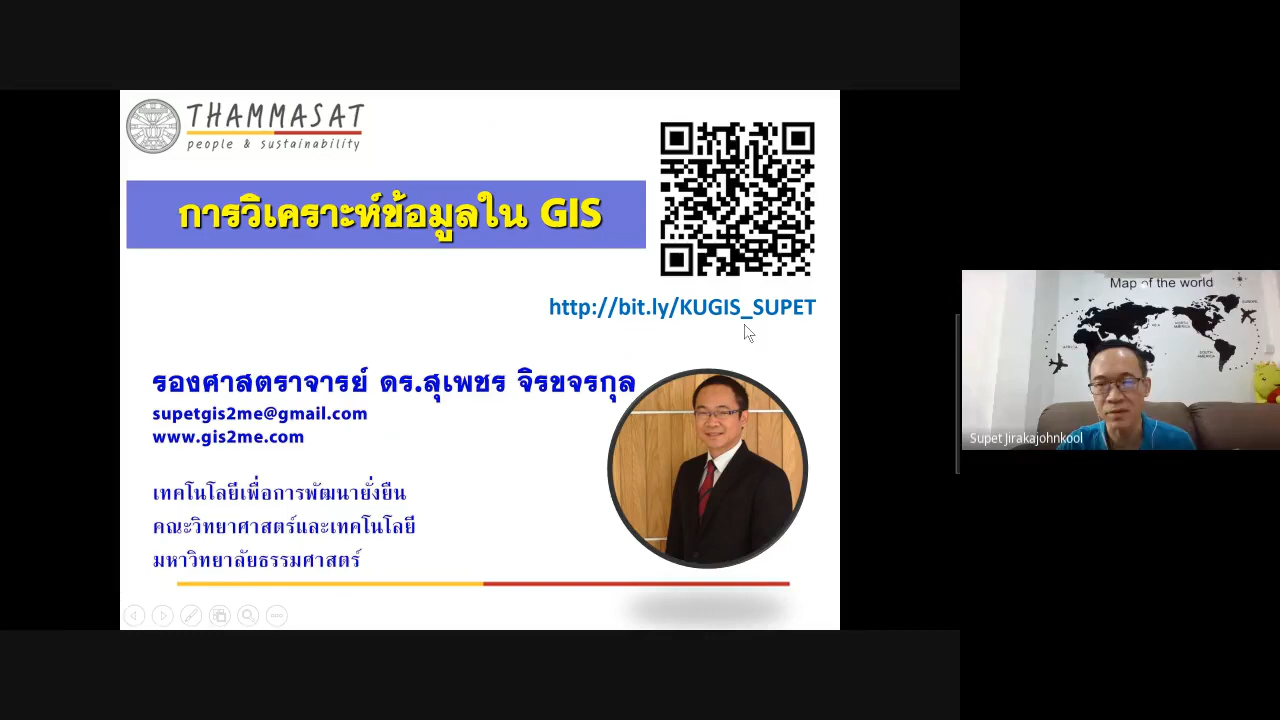 THAMMASAT
people & sustainability
การวิเคราะห์ข้อมูลใน GIS
http://bit.ly/KUGIS_SUPET
รองศาสตราจารย์ ดร.สุเพชร จิรขจรกุล
supetgis2me@gmail.com
www.gis2me.com
เทคโนโลยีเพื่อการพัฒนายั่งยืน
คณะวิทยาศาสตร์และเทคโนโลยี
มหาวิทยาลัยธรรมศาสตร์
Map of the world
NORTH AMERICA
SOUTH AMERICA
AFRICA
Supet Jirakajohnkool